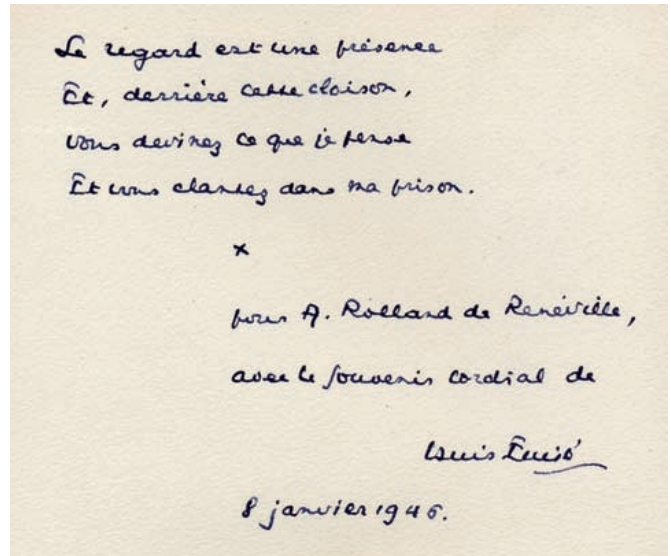 Le regard est une présence
Et, derrière cette cloison,
vous devinez ce que je pense
Et vous chantez dans ma prison.
x
pour A. Rolland de Renéville,
avec le souvenir cordial de
Louis Émié
8 janvier 1946.